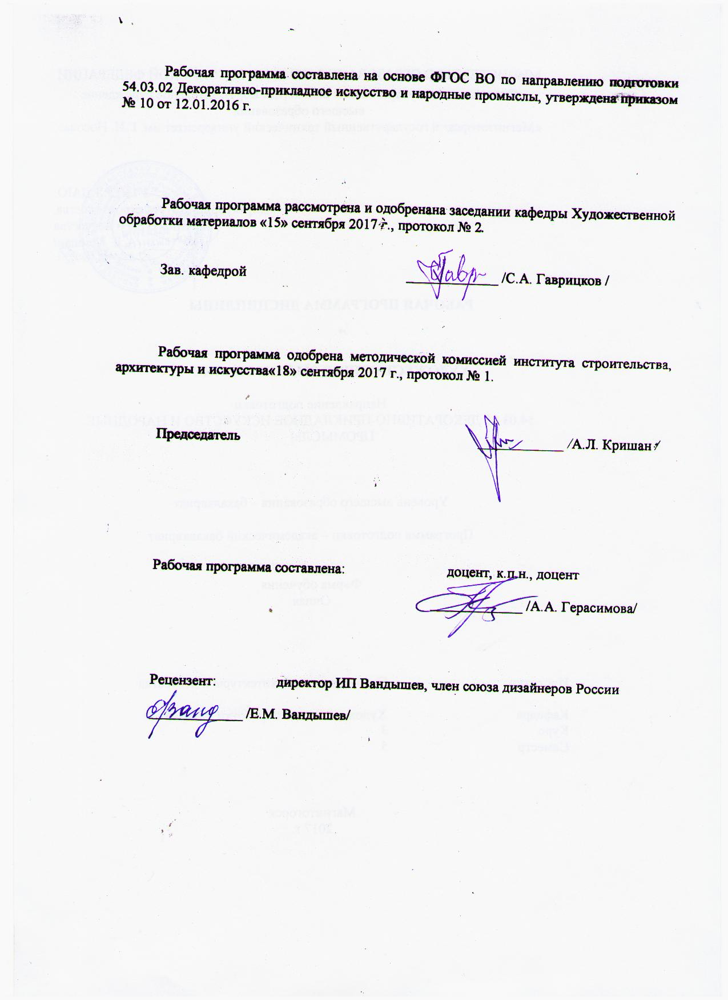 Рабочая программа составлена на основе ФГОС ВО по направлению подготовки
54.03.02 Декоративно-прикладное искусство и народные промыслы, утверждена приказом
№ 10 от 12.01.2016 г.
Рабочая программа рассмотрена и одобренана заседании кафедры Художественной
обработки материалов «15» сентября 2017 г., протокол № 2.
Зав. кафедрой ____________ /С.А. Гаврицков /
Рабочая программа одобрена методической комиссией института строительства,
архитектуры и искусства«18» сентября 2017 г., протокол № 1.
Председатель ____________ /А.Л. Кришан /
Рабочая программа составлена: доцент, к.п.н., доцент
____________ /А.А. Герасимова/
Рецензент: директор ИП Вандышев, член союза дизайнеров России
____________ /Е.М. Вандышев/